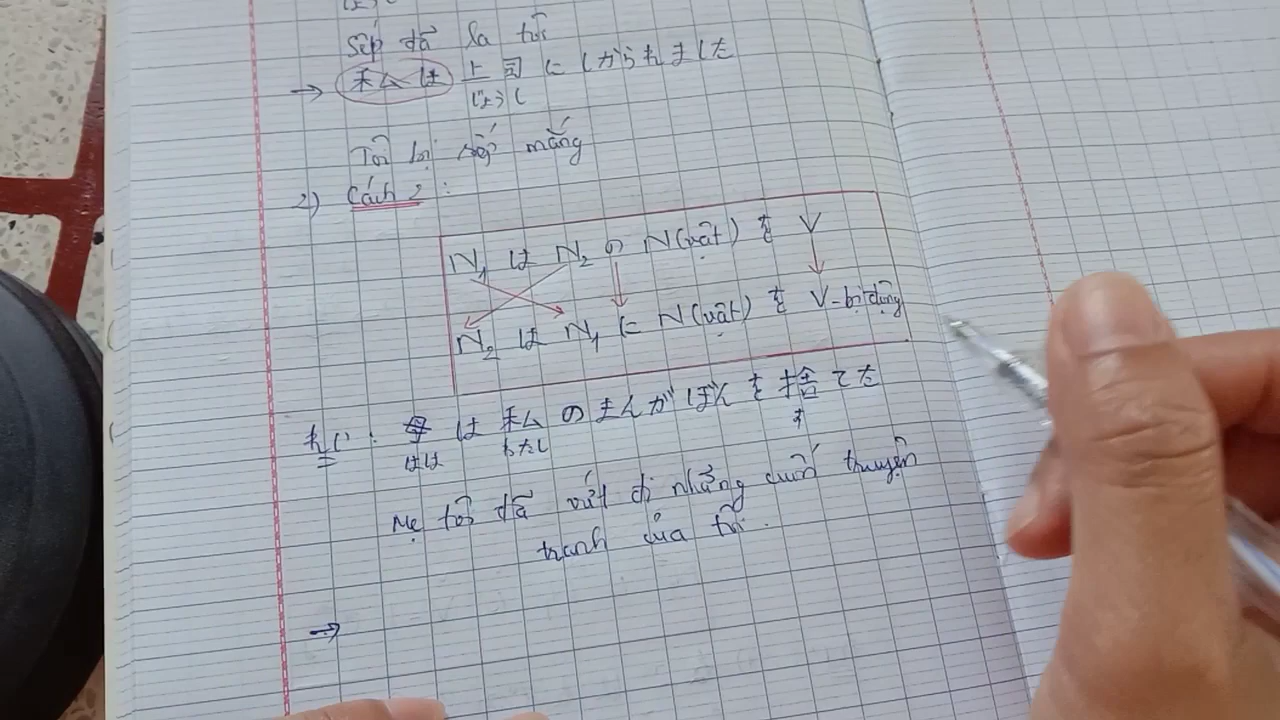 Sếp đã la tôi
→ 私は 上司にしかられました
じょうし
Tôi bị sếp mắng
2) Cách 2:
N1 は N2 の N(vật) を V
N2 は N1 に N(vật) を V-bị động
れい: 母は私のまんがぼんを捨てた
はは わたし す
Mẹ tôi đã vứt đi những cuốn truyện
tranh của tôi.
→